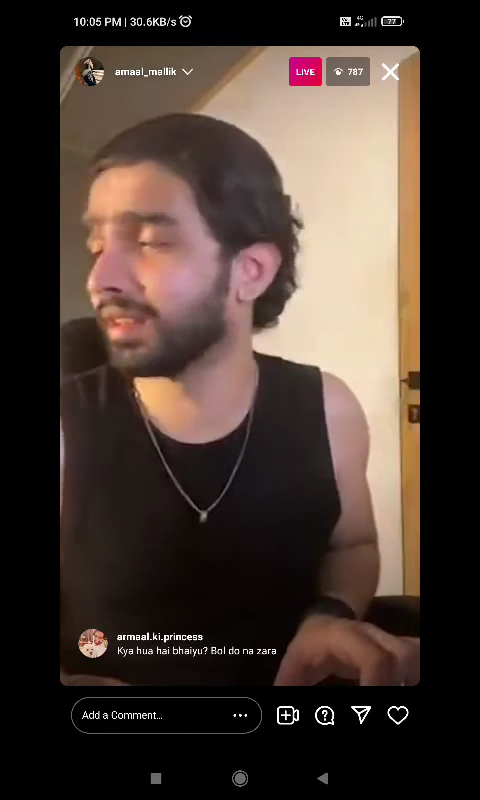 10:05 PM | 30.6KB/s
4G
77
amaal_mallik
LIVE
787
armaal.ki.princess
Kya hua hai bhaiyu? Bol do na zara
Add a Comment...